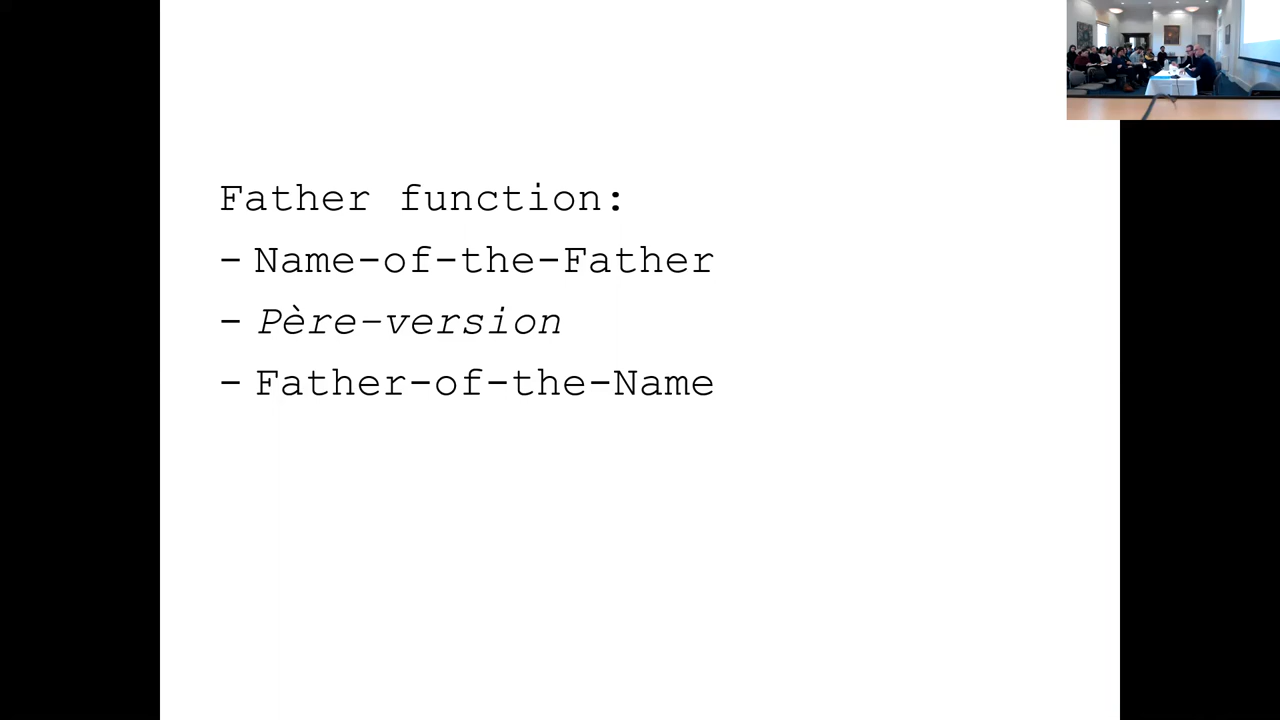 Father function:
- Name-of-the-Father
- Père-version
- Father-of-the-Name